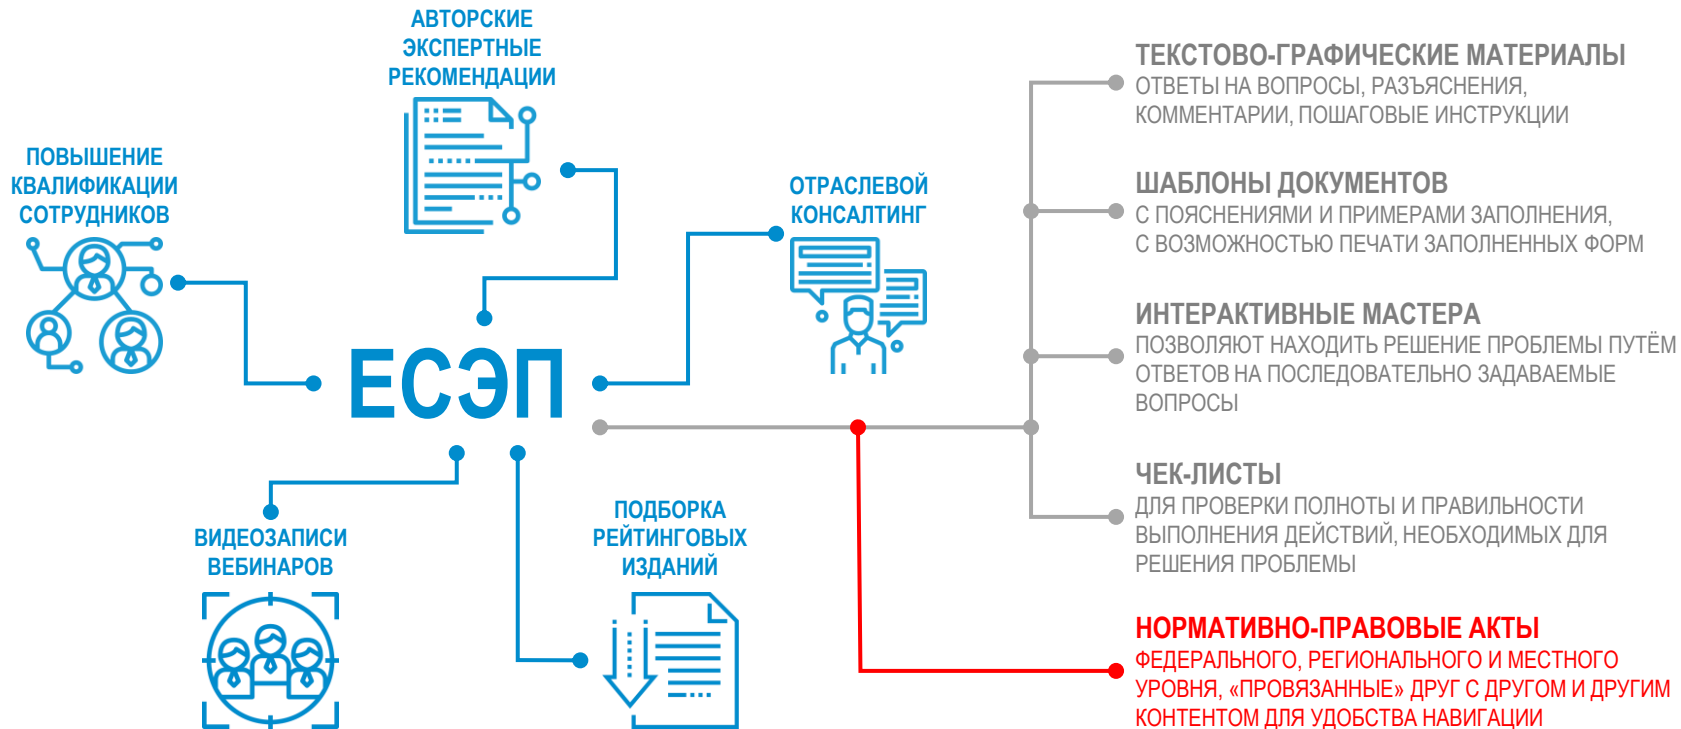 АВТОРСКИЕ
ЭКСПЕРТНЫЕ
РЕКОМЕНДАЦИИ
ПОВЫШЕНИЕ
КВАЛИФИКАЦИИ
СОТРУДНИКОВ
ОТРАСЛЕВОЙ
КОНСАЛТИНГ
ЕСЭП
ВИДЕОЗАПИСИ
ВЕБИНАРОВ
ПОДБОРКА
РЕЙТИНГОВЫХ
ИЗДАНИЙ
ТЕКСТОВО-ГРАФИЧЕСКИЕ МАТЕРИАЛЫ
ОТВЕТЫ НА ВОПРОСЫ, РАЗЪЯСНЕНИЯ,
КОММЕНТАРИИ, ПОШАГОВЫЕ ИНСТРУКЦИИ
ШАБЛОНЫ ДОКУМЕНТОВ
С ПОЯСНЕНИЯМИ И ПРИМЕРАМИ ЗАПОЛНЕНИЯ,
С ВОЗМОЖНОСТЬЮ ПЕЧАТИ ЗАПОЛНЕННЫХ ФОРМ
ИНТЕРАКТИВНЫЕ МАСТЕРА
ПОЗВОЛЯЮТ НАХОДИТЬ РЕШЕНИЕ ПРОБЛЕМЫ ПУТЁМ
ОТВЕТОВ НА ПОСЛЕДОВАТЕЛЬНО ЗАДАВАЕМЫЕ
ВОПРОСЫ
ЧЕК-ЛИСТЫ
ДЛЯ ПРОВЕРКИ ПОЛНОТЫ И ПРАВИЛЬНОСТИ
ВЫПОЛНЕНИЯ ДЕЙСТВИЙ, НЕОБХОДИМЫХ ДЛЯ
РЕШЕНИЯ ПРОБЛЕМЫ
НОРМАТИВНО-ПРАВОВЫЕ АКТЫ
ФЕДЕРАЛЬНОГО, РЕГИОНАЛЬНОГО И МЕСТНОГО
УРОВНЯ, «ПРОВЯЗАННЫЕ» ДРУГ С ДРУГОМ И ДРУГИМ
КОНТЕНТОМ ДЛЯ УДОБСТВА НАВИГАЦИИ